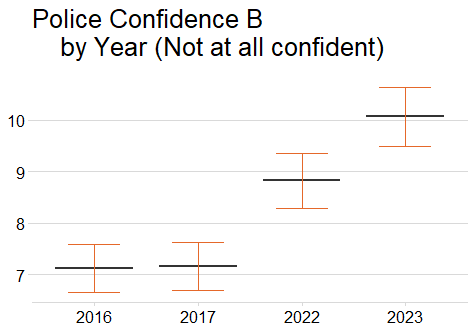 Police Confidence B
by Year (Not at all confident)
10
9
8
7
2016 2017 2022 2023